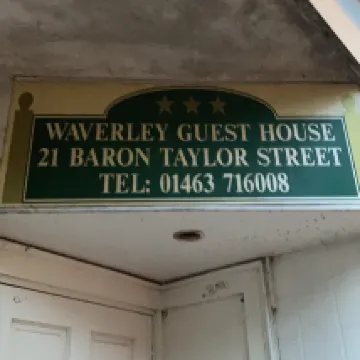 WAVERLEY GUEST HOUSE
21 BARON TAYLOR STREET
TEL: 01463 716008